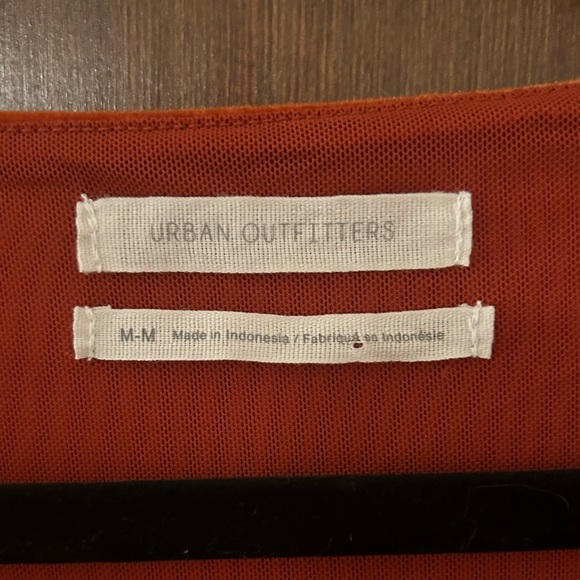 URBAN OUTFITTERS
M-M Made in Indonesia / Fabriqué en Indonésie